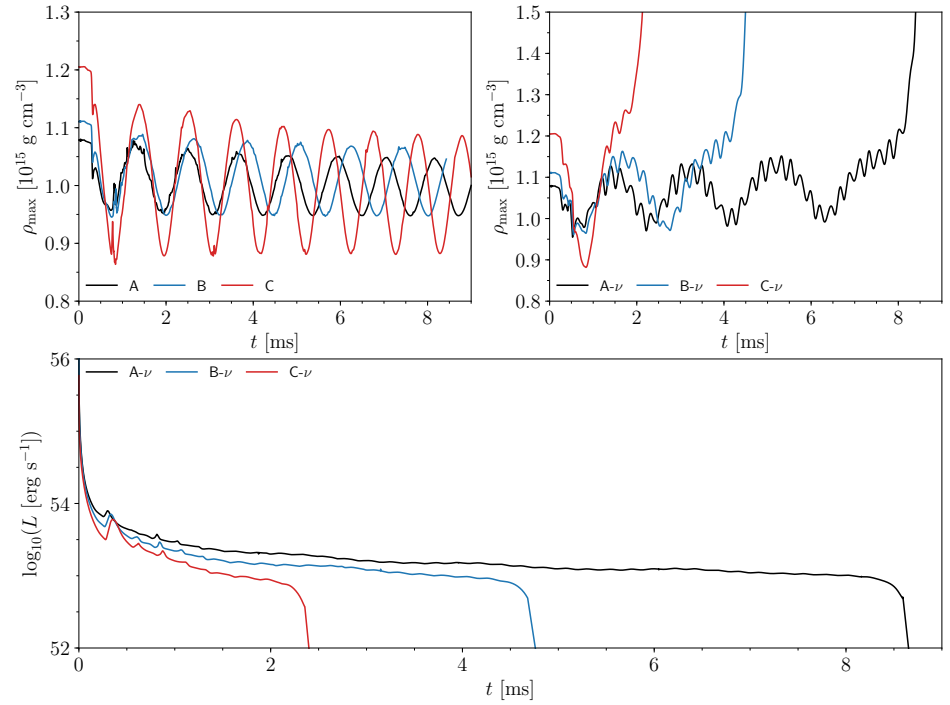 1.3
1.2
1.1
1.0
0.9
0.8
ρmax [10^15 g cm^−3]
A B C
0 2 4 6 8
t [ms]
1.5
1.4
1.3
1.2
1.1
1.0
0.9
0.8
ρmax [10^15 g cm^−3]
A-ν B-ν C-ν
0 2 4 6 8
t [ms]
56
54
52
log10(L [erg s^−1])
A-ν B-ν C-ν
0 2 4 6 8
t [ms]